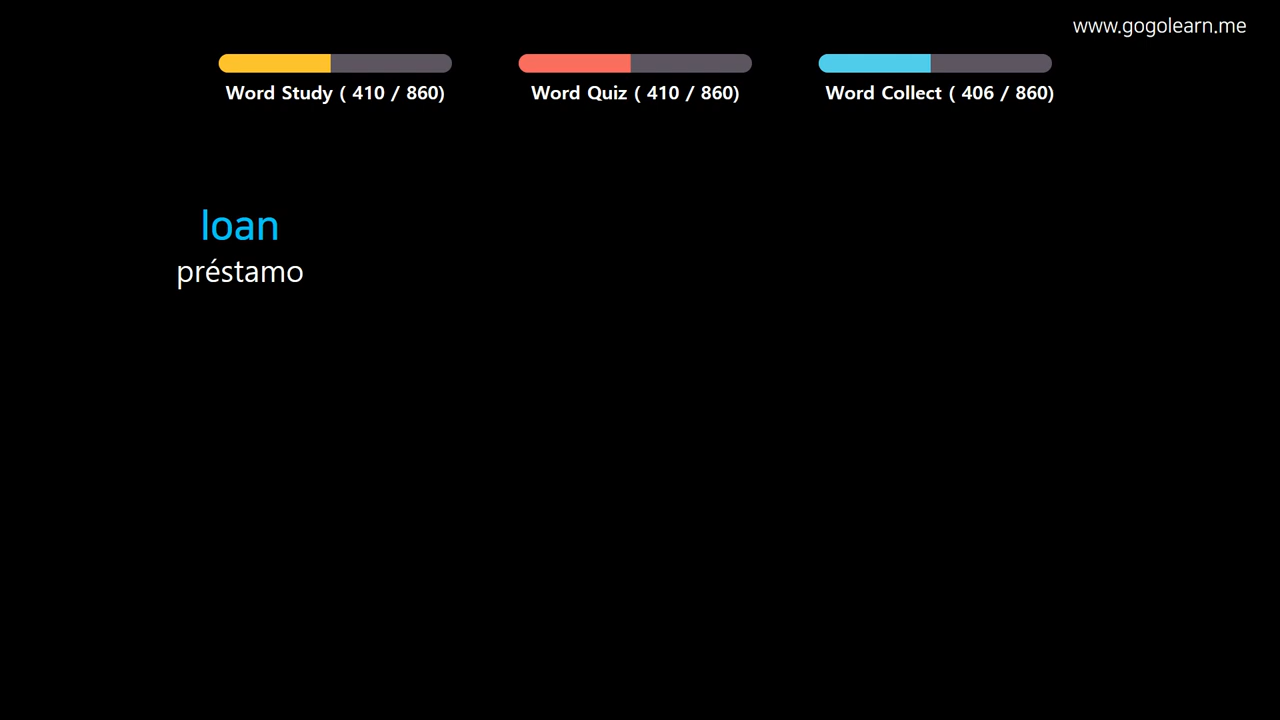 www.gogolearn.me
Word Study ( 410 / 860)
Word Quiz ( 410 / 860)
Word Collect ( 406 / 860)
loan
préstamo